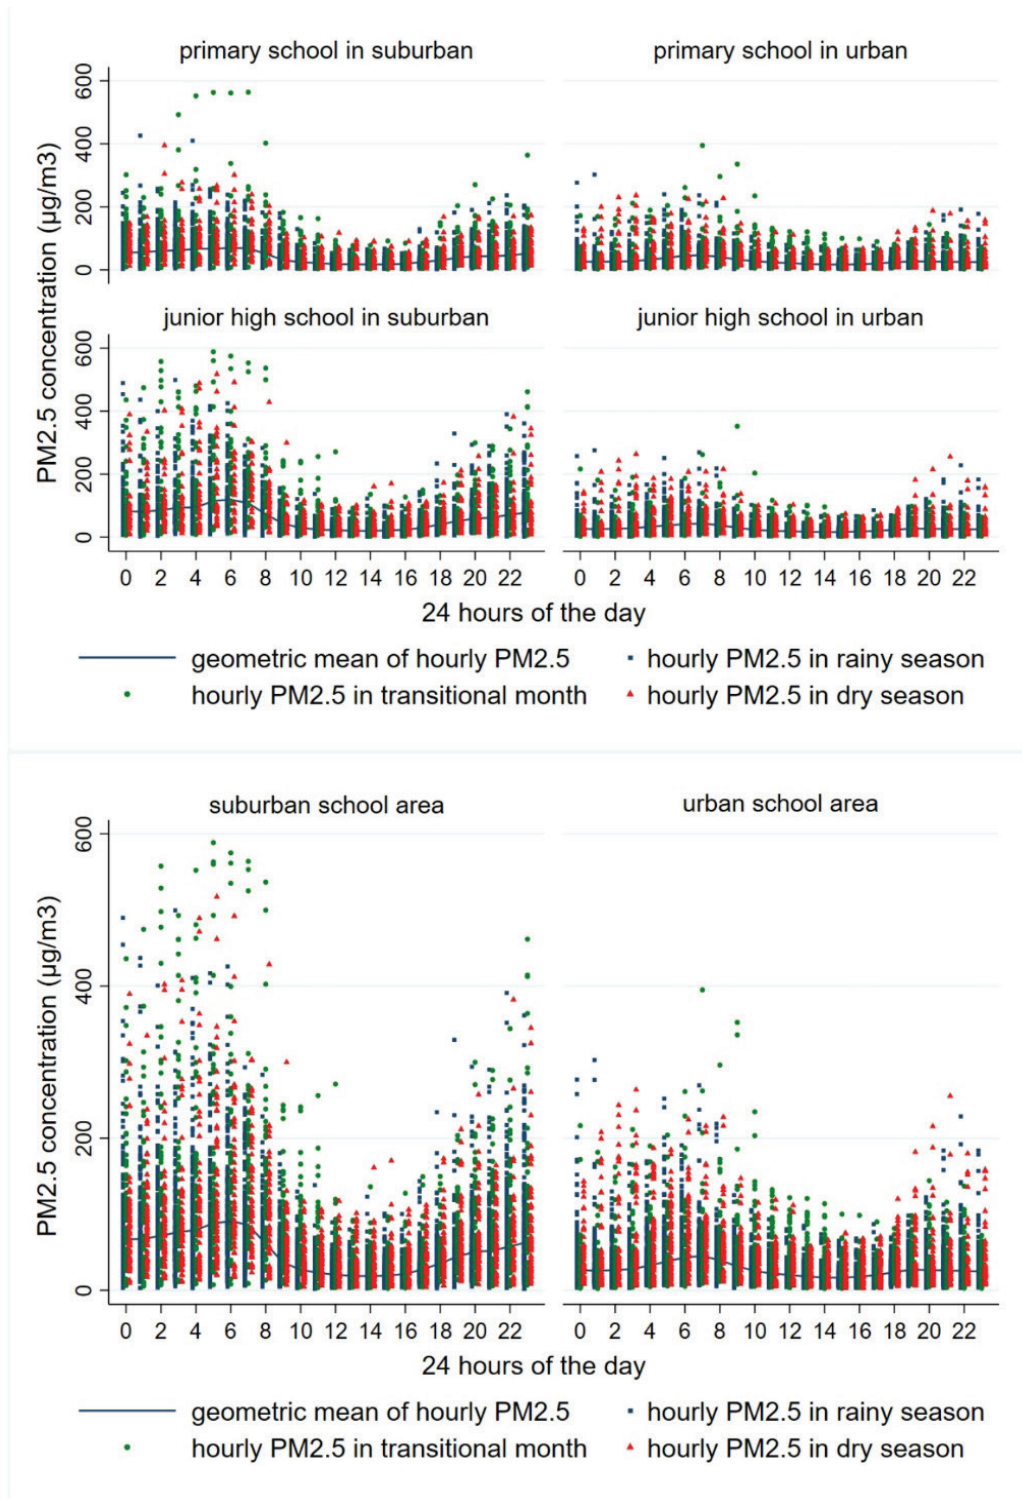 primary school in suburban
primary school in urban
PM2.5 concentration (µg/m3)
600
400
200
0
junior high school in suburban
junior high school in urban
600
400
200
0
0 2 4 6 8 10 12 14 16 18 20 22
0 2 4 6 8 10 12 14 16 18 20 22
24 hours of the day
geometric mean of hourly PM2.5
hourly PM2.5 in rainy season
hourly PM2.5 in transitional month
hourly PM2.5 in dry season
suburban school area
urban school area
PM2.5 concentration (µg/m3)
600
400
200
0
0 2 4 6 8 10 12 14 16 18 20 22
0 2 4 6 8 10 12 14 16 18 20 22
24 hours of the day
geometric mean of hourly PM2.5
hourly PM2.5 in rainy season
hourly PM2.5 in transitional month
hourly PM2.5 in dry season